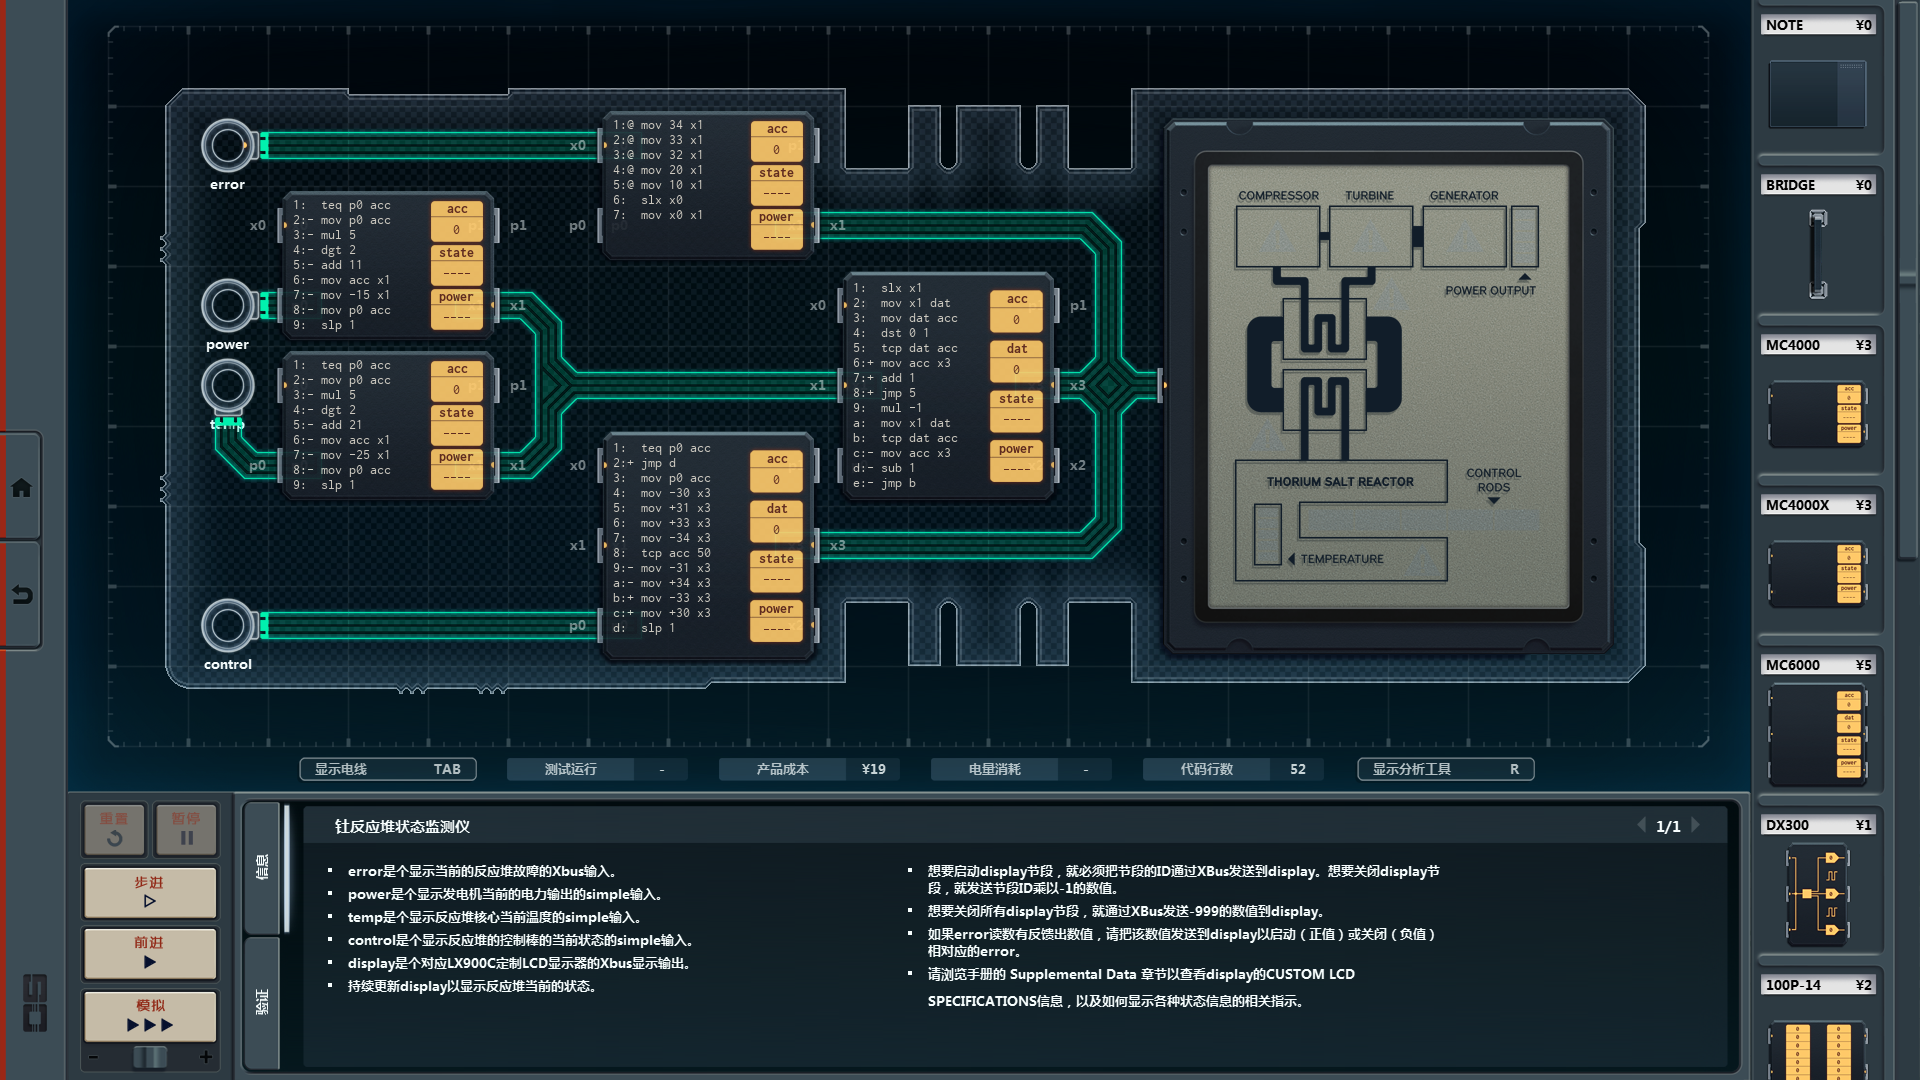 error
power
temp
control
x0
p0
x1
1:@ mov 34 x1
2:@ mov 33 x1
3:@ mov 32 x1
4:@ mov 20 x1
5:@ mov 10 x1
6: slx x0
7: mov x0 x1
acc
0
state
----
power
----
x0
p1
x1
1: teq p0 acc
2:- mov p0 acc
3:- mul 5
4:- dgt 2
5:- add 11
6:- mov acc x1
7:- mov -15 x1
8:- mov p0 acc
9: slp 1
acc
0
state
----
power
----
p0
p1
x1
1: teq p0 acc
2:- mov p0 acc
3:- mul 5
4:- dgt 2
5:- add 21
6:- mov acc x1
7:- mov -25 x1
8:- mov p0 acc
9: slp 1
acc
0
state
----
power
----
x0
x1
p0
x3
1: teq p0 acc
2:+ jmp d
3: mov p0 acc
4: mov -30 x3
5: mov +31 x3
6: mov +33 x3
7: mov -34 x3
8: tcp acc 50
9:- mov -31 x3
a:- mov +34 x3
b:+ mov -33 x3
c:+ mov +30 x3
d: slp 1
acc
0
dat
0
state
----
power
----
x0
x1
p1
x3
x2
1: slx x1
2: mov x1 dat
3: mov dat acc
4: dst 0 1
5: tcp dat acc
6:+ mov acc x3
7:+ add 1
8:+ jmp 5
9: mul -1
a: mov x1 dat
b: tcp dat acc
c:- mov acc x3
d:- sub 1
e:- jmp b
acc
0
dat
0
state
----
power
----
COMPRESSOR
TURBINE
GENERATOR
POWER OUTPUT
THORIUM SALT REACTOR
CONTROL
RODS
TEMPERATURE
显示电线 TAB
测试运行 -
产品成本 ¥19
电量消耗 -
代码行数 52
显示分析工具 R
重置
暂停
步进
前进
模拟
- +
信息
验证
钍反应堆状态监测仪
1/1
▪ error是个显示当前的反应堆故障的Xbus输入。
▪ power是个显示发电机当前的电力输出的simple输入。
▪ temp是个显示反应堆核心当前温度的simple输入。
▪ control是个显示反应堆的控制棒的当前状态的simple输入。
▪ display是个对应LX900C定制LCD显示器的Xbus显示输出。
▪ 持续更新display以显示反应堆当前的状态。
▪ 想要启动display节段，就必须把节段的ID通过XBus发送到display。想要关闭display节
段，就发送节段ID乘以-1的数值。
▪ 想要关闭所有display节段，就通过XBus发送-999的数值到display。
▪ 如果error读数有反馈出数值，请把该数值发送到display以启动（正值）或关闭（负值）
相对应的error。
▪ 请浏览手册的 Supplemental Data 章节以查看display的CUSTOM LCD
SPECIFICATIONS信息，以及如何显示各种状态信息的相关指示。
NOTE ¥0
BRIDGE ¥0
MC4000 ¥3
acc
0
state
----
power
----
MC4000X ¥3
acc
0
state
----
power
----
MC6000 ¥5
acc
0
dat
0
state
----
power
----
DX300 ¥1
100P-14 ¥2